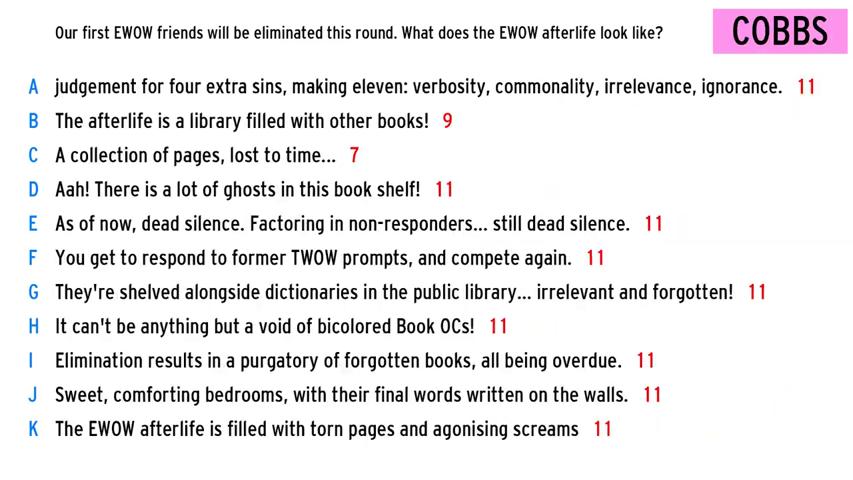 Our first EWOW friends will be eliminated this round. What does the EWOW afterlife look like?
COBBS
A judgement for four extra sins, making eleven: verbosity, commonality, irrelevance, ignorance. 11
B The afterlife is a library filled with other books! 9
C A collection of pages, lost to time... 7
D Aah! There is a lot of ghosts in this book shelf! 11
E As of now, dead silence. Factoring in non-responders... still dead silence. 11
F You get to respond to former TWOW prompts, and compete again. 11
G They're shelved alongside dictionaries in the public library... irrelevant and forgotten! 11
H It can't be anything but a void of bicolored Book OCs! 11
I Elimination results in a purgatory of forgotten books, all being overdue. 11
J Sweet, comforting bedrooms, with their final words written on the walls. 11
K The EWOW afterlife is filled with torn pages and agonising screams 11